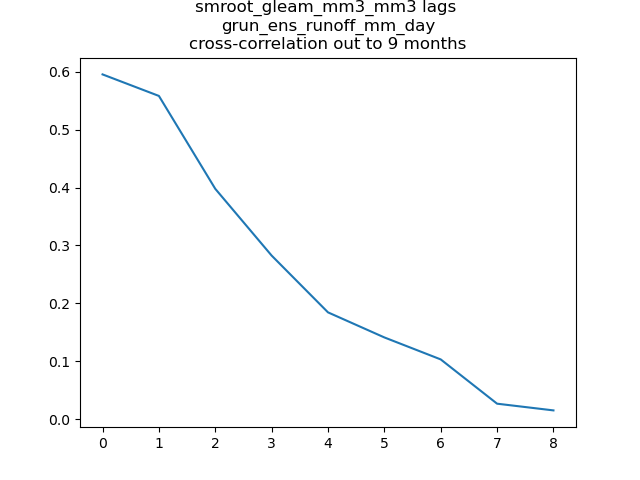 smroot_gleam_mm3_mm3 lags
grun_ens_runoff_mm_day
cross-correlation out to 9 months
0.6
0.5
0.4
0.3
0.2
0.1
0.0
0 1 2 3 4 5 6 7 8